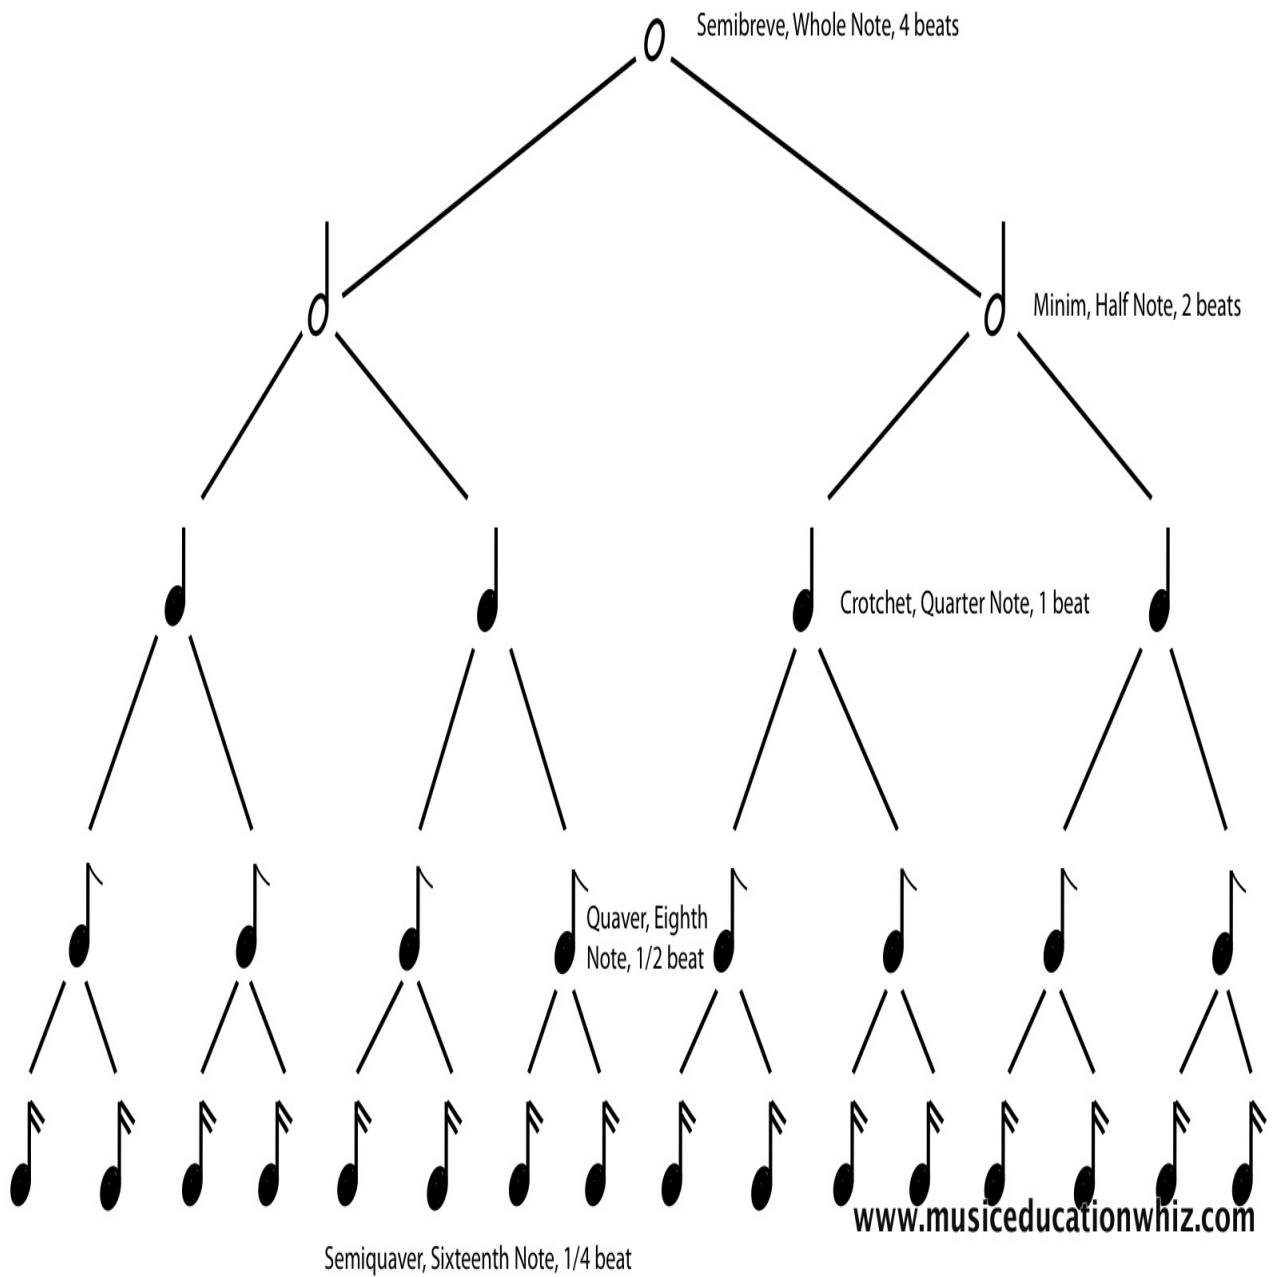 Semibreve, Whole Note, 4 beats
Minim, Half Note, 2 beats
Crotchet, Quarter Note, 1 beat
Quaver, Eighth
Note, 1/2 beat
www.musiceducationwhiz.com
Semiquaver, Sixteenth Note, 1/4 beat